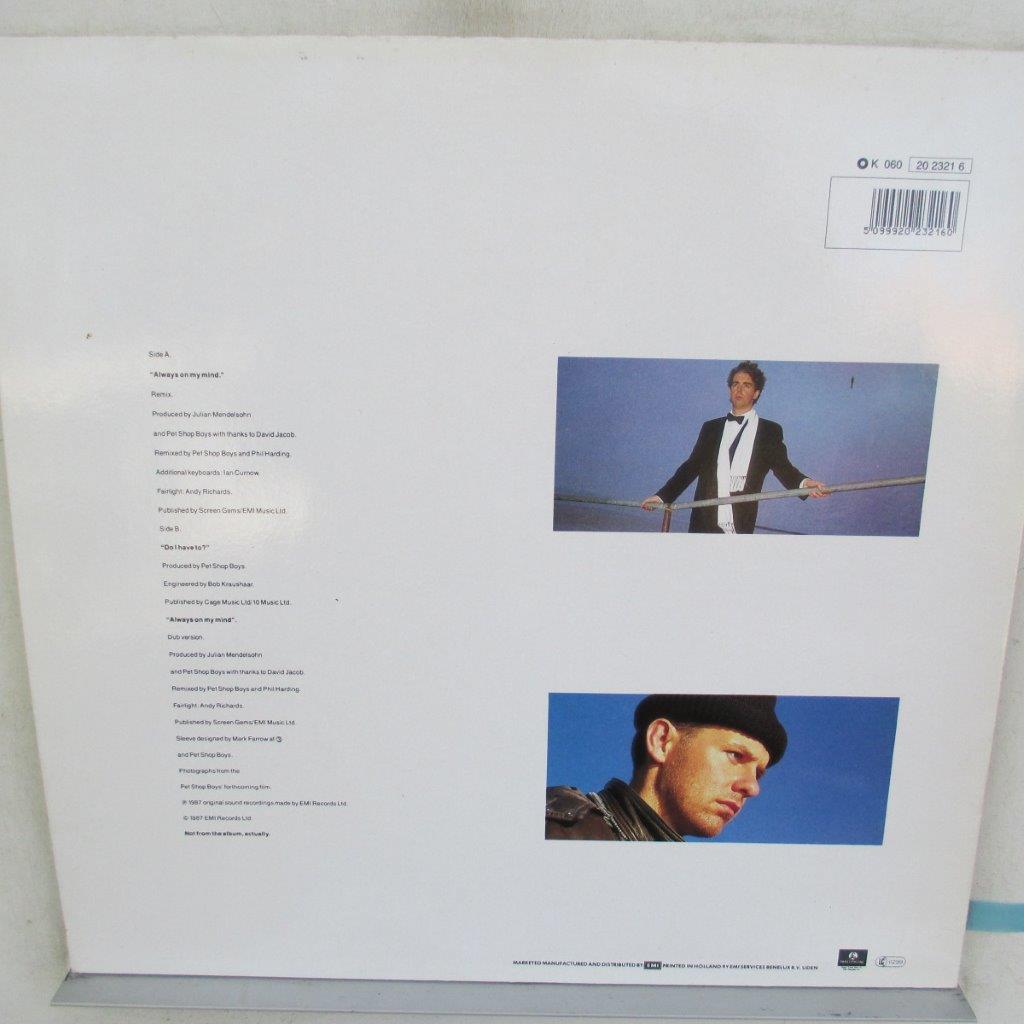 K 060 20 2321 6
5 099920 232160
Side A.
"Always on my mind."
Remix.
Produced by Julian Mendelsohn
and Pet Shop Boys with thanks to David Jacob.
Remixed by Pet Shop Boys and Phil Harding.
Additional keyboards: Ian Curnow.
Fairlight: Andy Richards.
Published by Screen Gems/EMI Music Ltd.
Side B.
"Do I have to?"
Produced by Pet Shop Boys.
Engineered by Bob Kraushaar.
Published by Cage Music Ltd/10 Music Ltd.
"Always on my mind".
Dub version.
Produced by Julian Mendelsohn
and Pet Shop Boys with thanks to David Jacob.
Remixed by Pet Shop Boys and Phil Harding.
Fairlight: Andy Richards.
Published by Screen Gems/EMI Music Ltd.
Sleeve designed by Mark Farrow at ③
and Pet Shop Boys.
Photographs from the
Pet Shop Boys' forthcoming film.
℗ 1987 original sound recordings made by EMI Records Ltd.
© 1987 EMI Records Ltd.
Not from the album, actually.
MARKETED MANUFACTURED AND DISTRIBUTED BY EMI PRINTED IN HOLLAND BY EMI SERVICES BENELUX B.V. UDEN